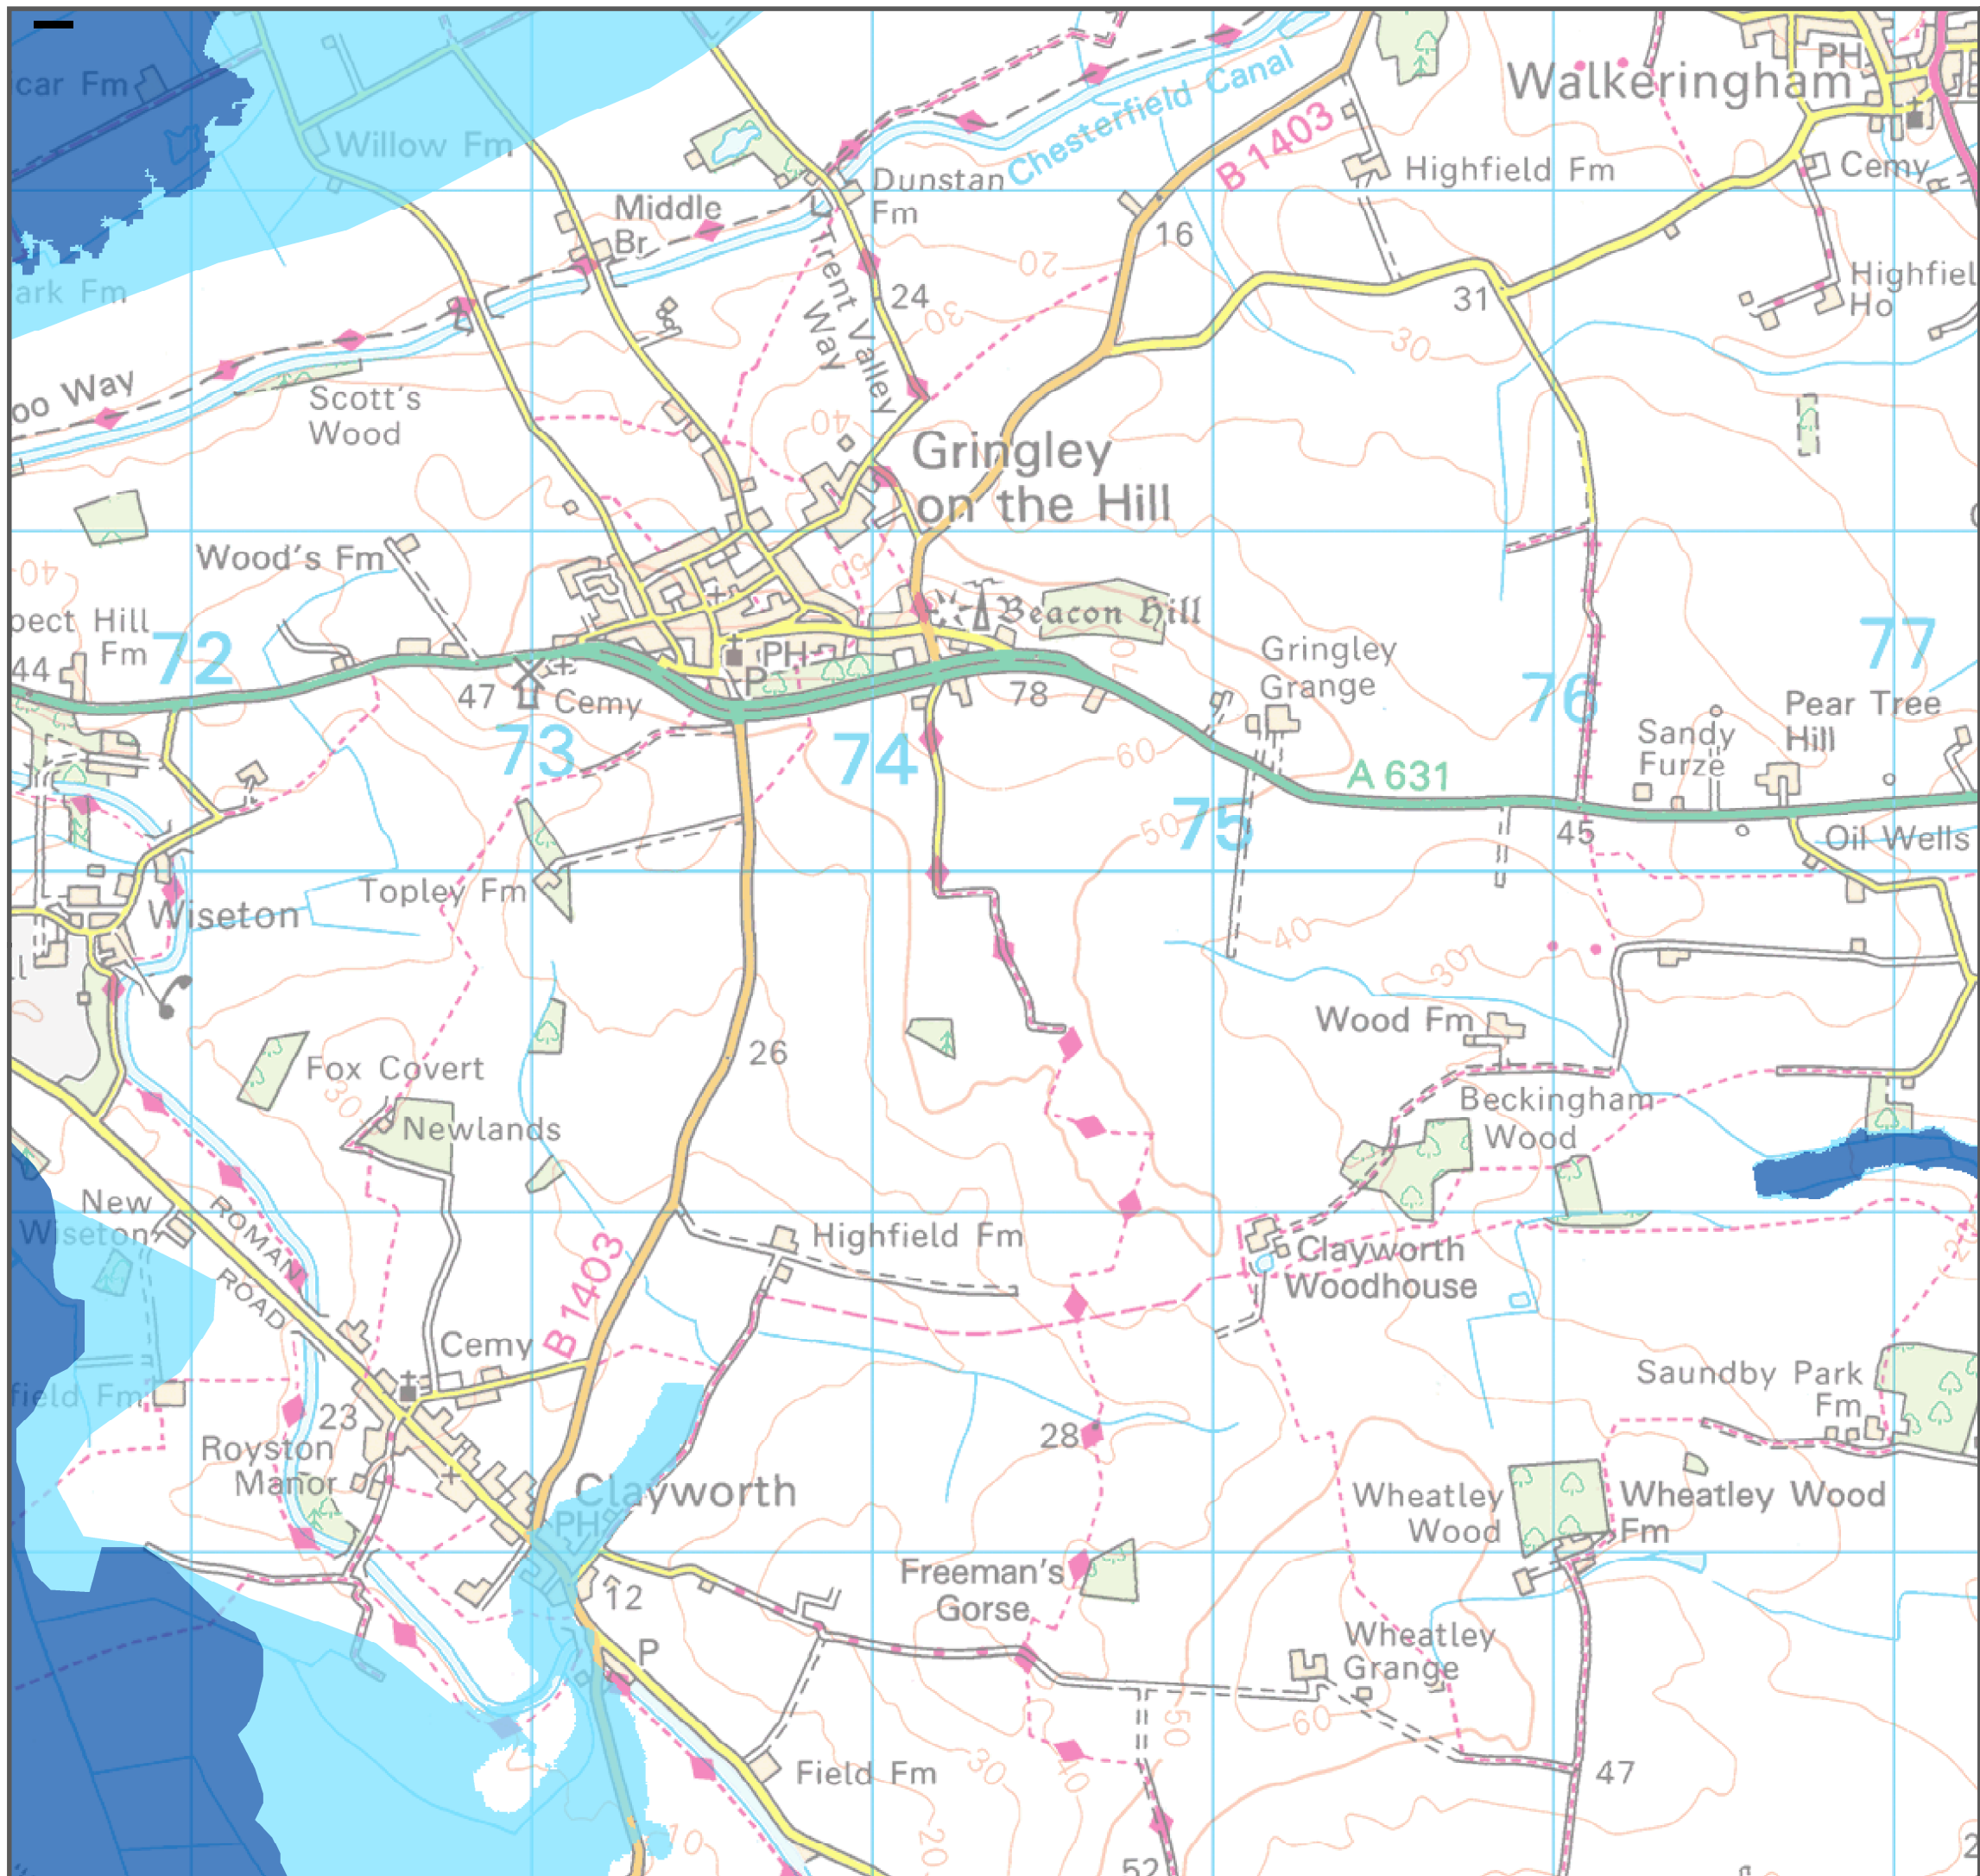 car Fm
Willow Fm
ark Fm
Chesterfield Canal
B 1403
Walkeringham
PH
Highfield Fm
Cemy
Dunstan
Fm
Middle
Br
16
20
Trent Valley
Way
24
30
31
30
Highfiel
Ho
oo Way
Scott's
Wood
40
Gringley
on the Hill
Wood's Fm
40
50
Beacon Hill
pect Hill
Fm
44
72
47
Cemy
73
PH
P
74
78
70
60
Gringley
Grange
75
A 631
76
77
Sandy
Furze
Pear Tree
Hill
45
Oil Wells
50
Topley Fm
Wiseton
40
30
Wood Fm
26
Fox Covert
30
Newlands
Beckingham
Wood
New
Wiseton
ROMAN
ROAD
Highfield Fm
B 1403
Clayworth
Woodhouse
Cemy
field Fm
23
Royston
Manor
28
Saundby Park
Fm
Clayworth
PH
Wheatley
Wood
Wheatley Wood
Fm
Freeman's
Gorse
12
P
Wheatley
Grange
50
60
Field Fm
30
40
47
10
20
52